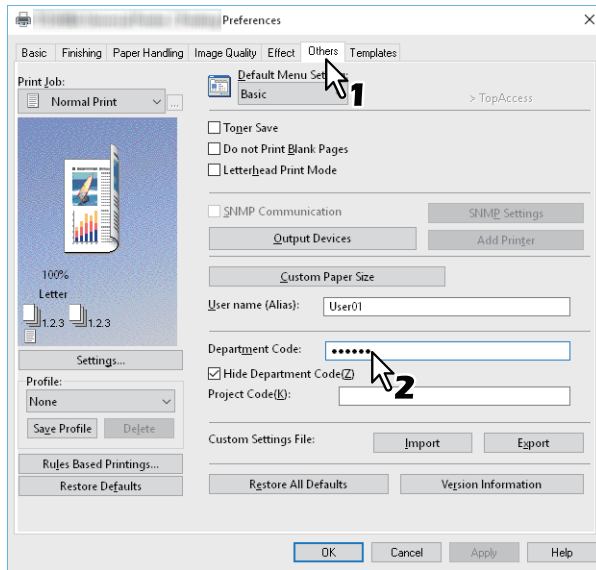 Preferences
Basic Finishing Paper Handling Image Quality Effect Others Templates
Print Job:
Normal Print
...
100%
Letter
1.2.3 1.2.3
Settings...
Profile:
None
Save Profile Delete
Rules Based Printings...
Restore Defaults
Default Menu
1
Basic
> TopAccess
Toner Save
Do not Print Blank Pages
Letterhead Print Mode
SNMP Communication SNMP Settings
Output Devices Add Printer
Custom Paper Size
User name (Alias): User01
Department Code: ••••••
Hide Department Code(Z)
2
Project Code(K):
Custom Settings File: Import Export
Restore All Defaults Version Information
OK Cancel Apply Help